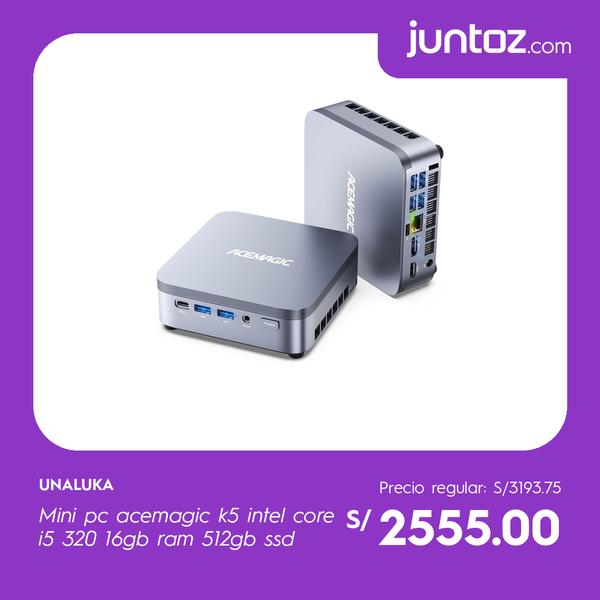 juntoz.com
ACEMAGIC
ACEMAGIC
UNALUKA
Precio regular: S/3193.75
Mini pc acemagic k5 intel core
i5 320 16gb ram 512gb ssd
S/ 2555.00